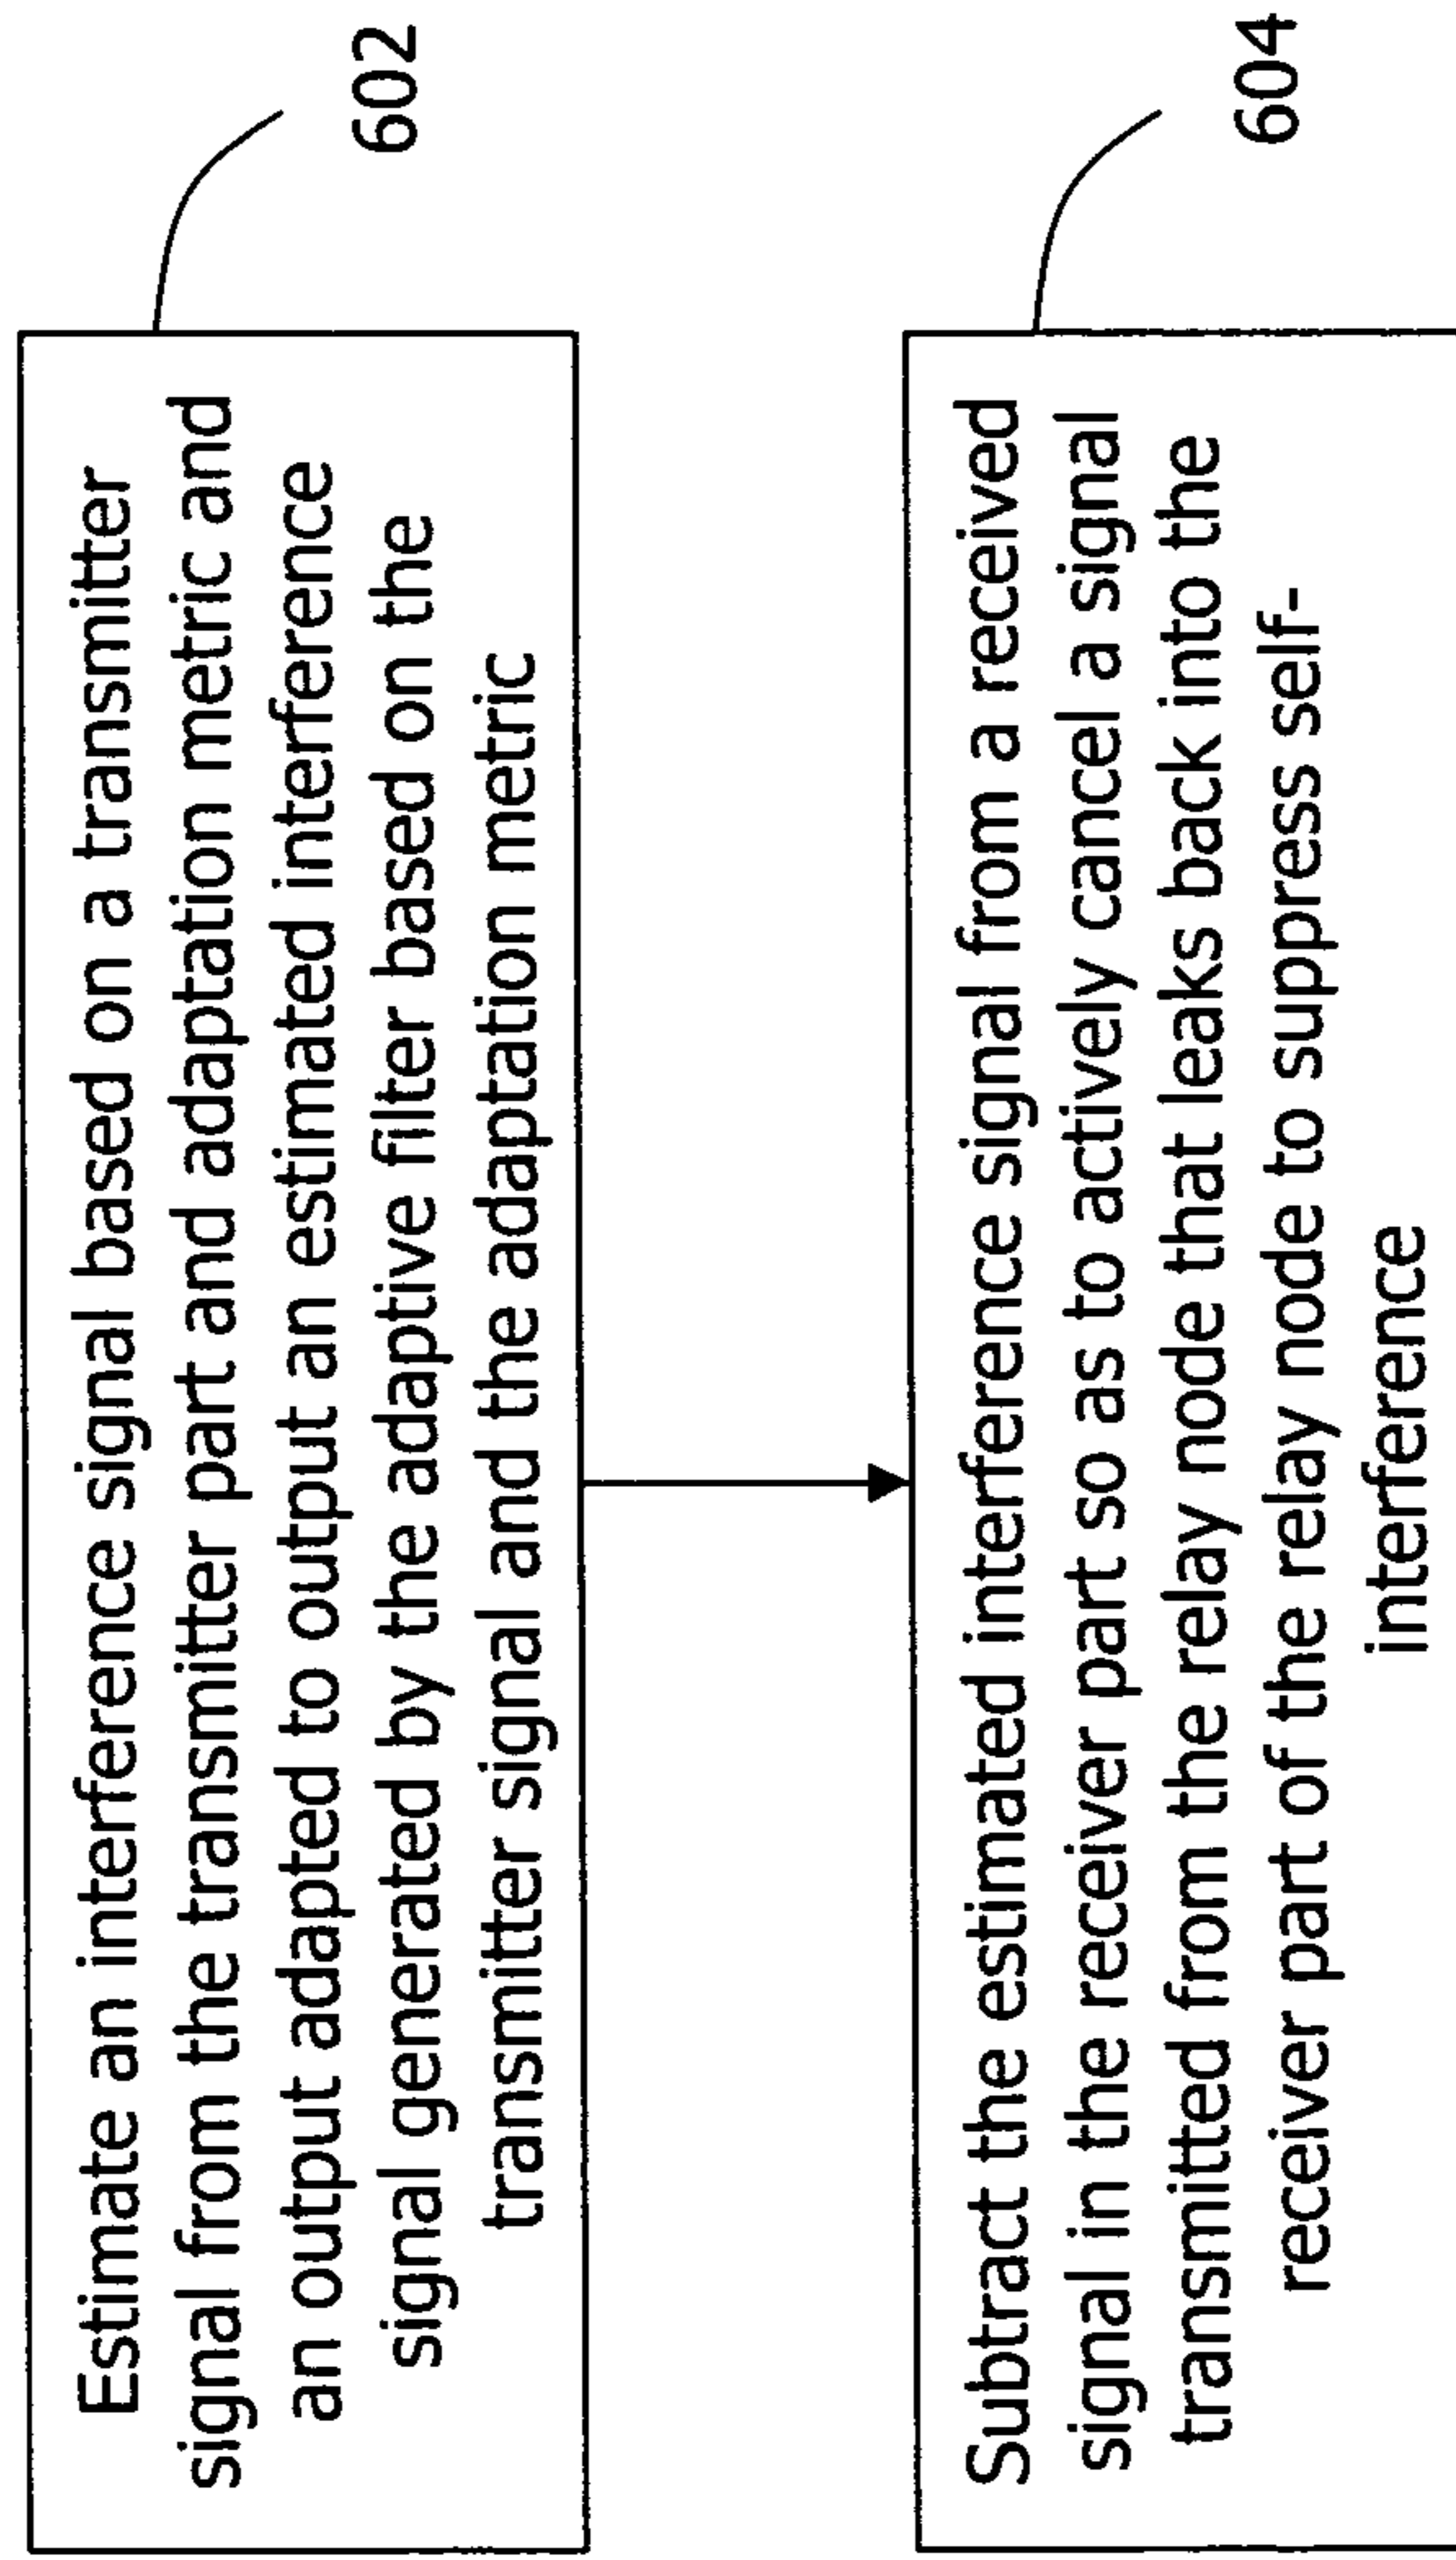 Estimate an interference signal based on a transmitter
signal from the transmitter part and adaptation metric and
an output adapted to output an estimated interference
signal generated by the adaptive filter based on the
transmitter signal and the adaptation metric
602
Subtract the estimated interference signal from a received
signal in the receiver part so as to actively cancel a signal
transmitted from the relay node that leaks back into the
receiver part of the relay node to suppress self-
interference
604